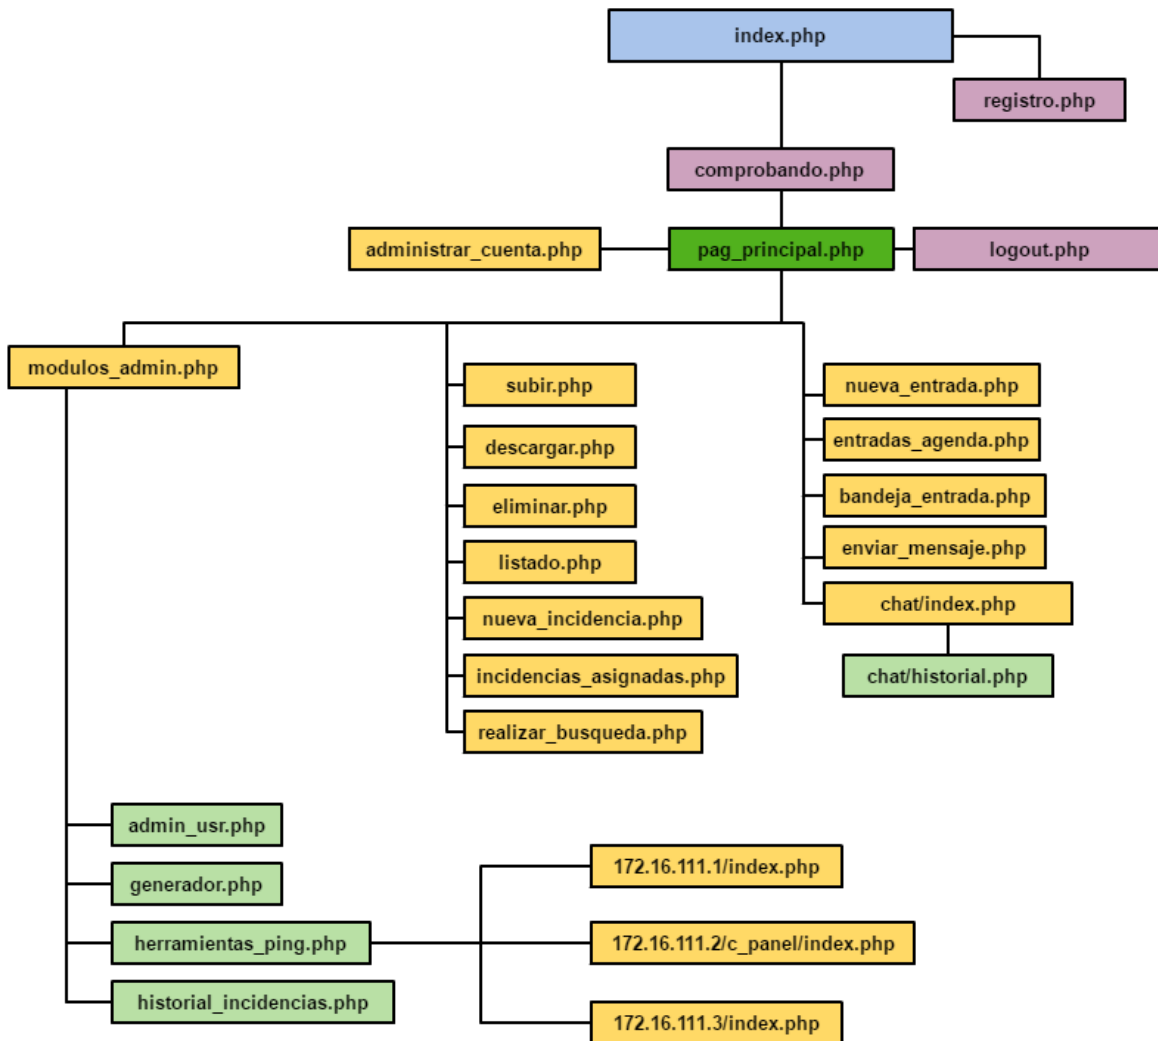 index.php
registro.php
comprobando.php
administrar_cuenta.php
pag_principal.php
logout.php
modulos_admin.php
subir.php
descargar.php
eliminar.php
listado.php
nueva_incidencia.php
incidencias_asignadas.php
realizar_busqueda.php
nueva_entrada.php
entradas_agenda.php
bandeja_entrada.php
enviar_mensaje.php
chat/index.php
chat/historial.php
admin_usr.php
generador.php
herramientas_ping.php
historial_incidencias.php
172.16.111.1/index.php
172.16.111.2/c_panel/index.php
172.16.111.3/index.php